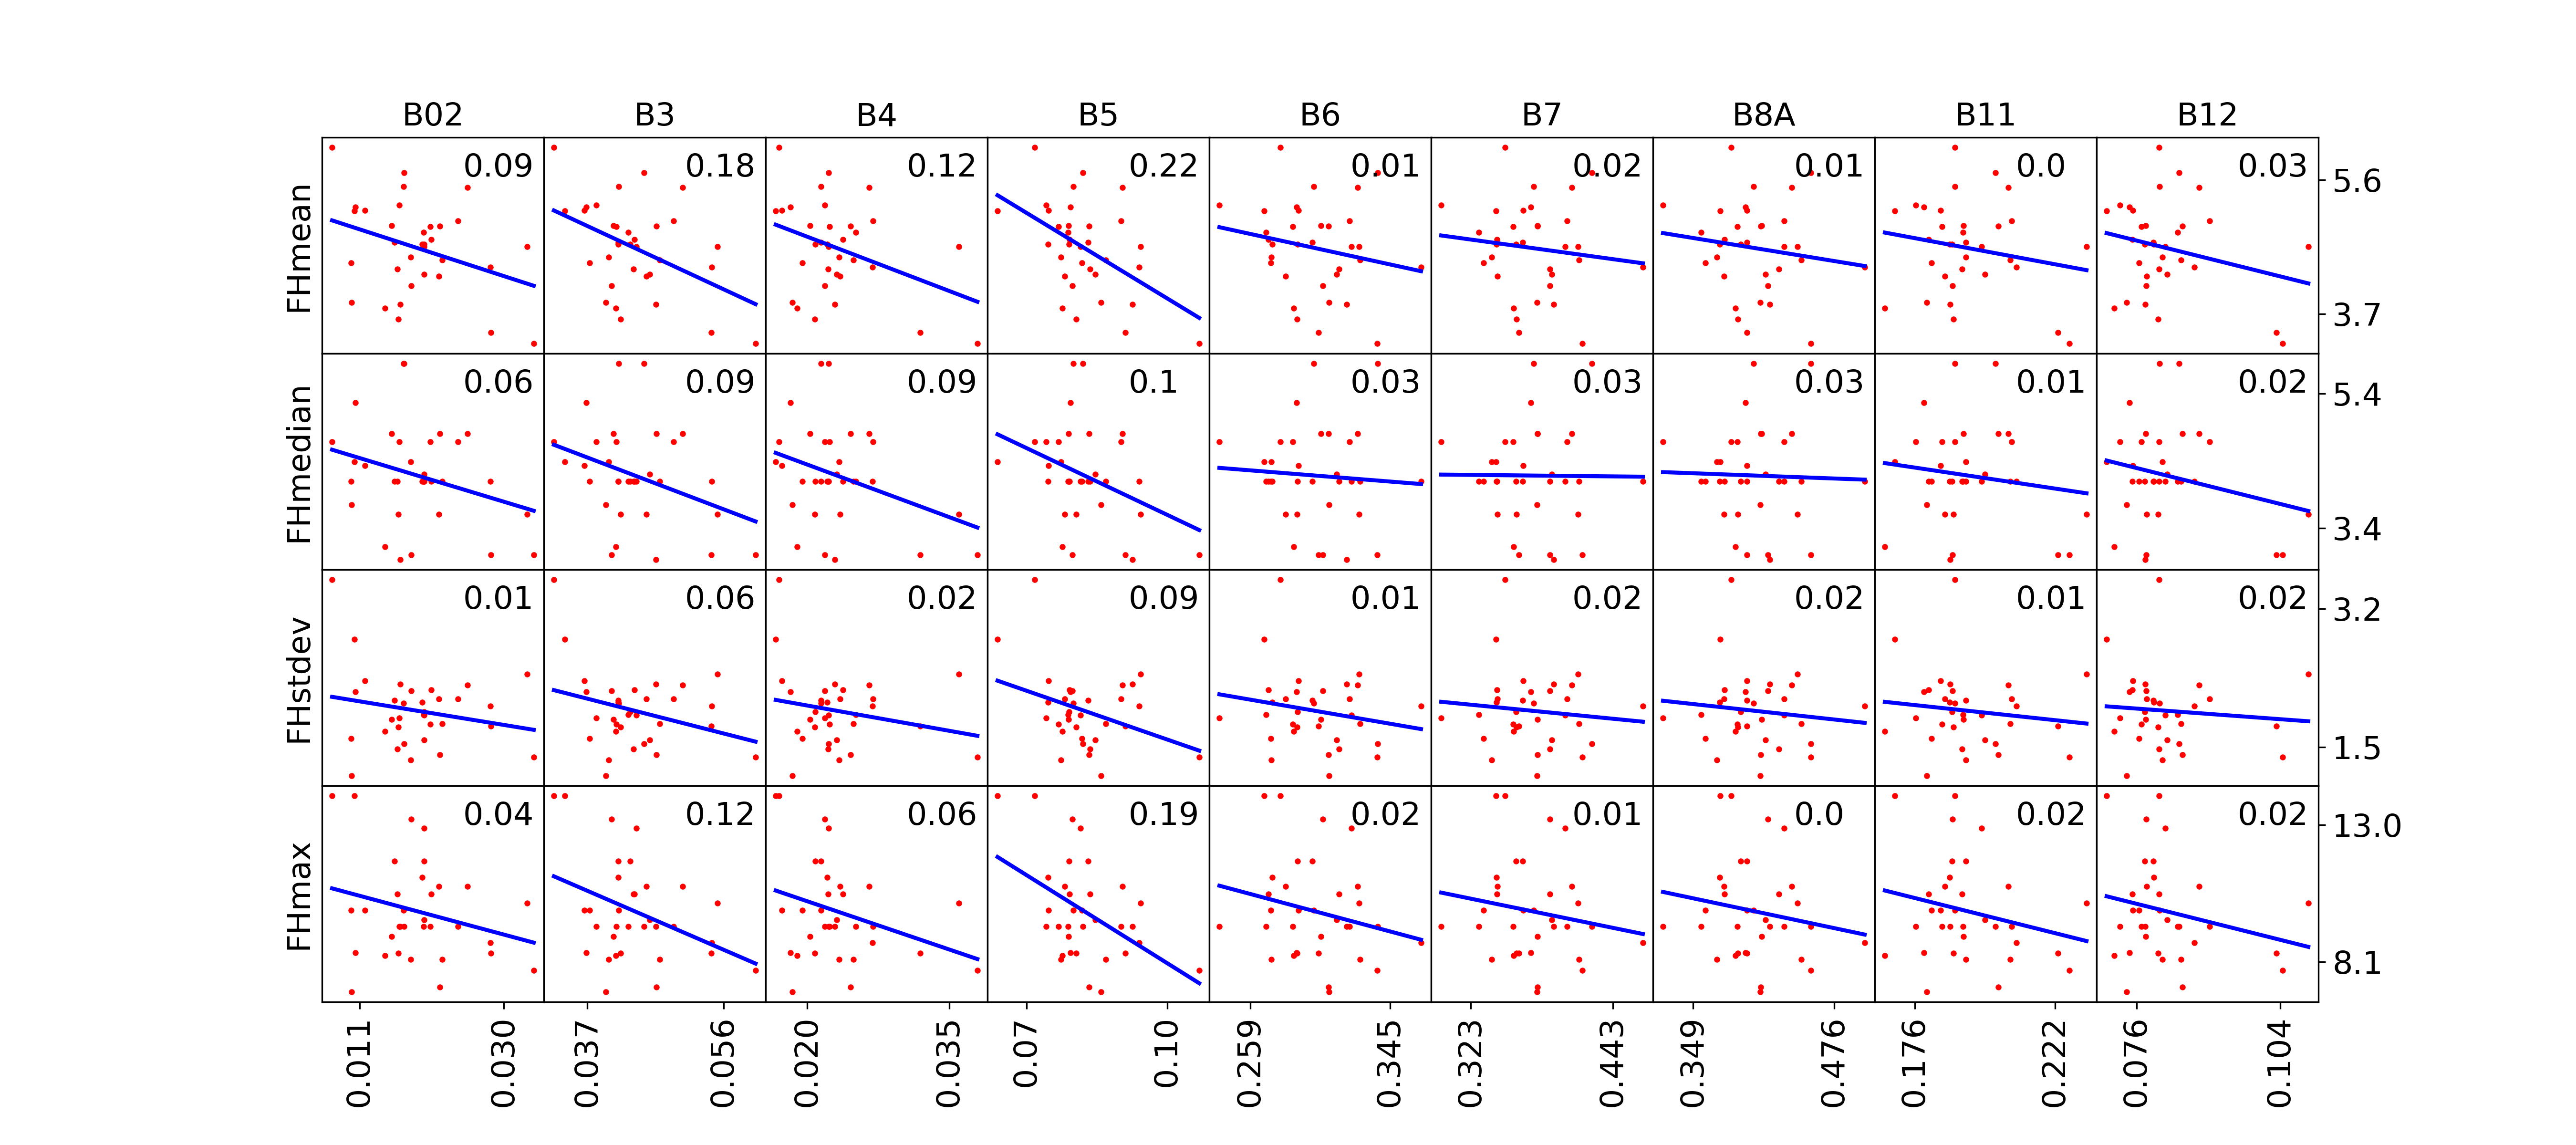 B02 B3 B4 B5 B6 B7 B8A B11 B12
FHmean 0.09 0.18 0.12 0.22 0.01 0.02 0.01 0.0 0.03 5.6
3.7
FHmedian 0.06 0.09 0.09 0.1 0.03 0.03 0.03 0.01 0.02 5.4
3.4
FHstdev 0.01 0.06 0.02 0.09 0.01 0.02 0.02 0.01 0.02 3.2
1.5
FHmax 0.04 0.12 0.06 0.19 0.02 0.01 0.0 0.02 0.02 13.0
8.1
0.011 0.030 0.037 0.056 0.020 0.035 0.07 0.10 0.259 0.345 0.323 0.443 0.349 0.476 0.176 0.222 0.076 0.104